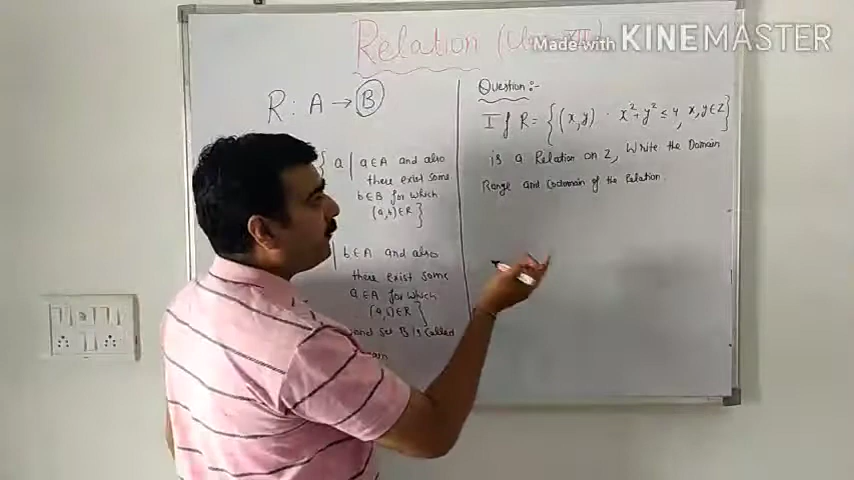 Relation (Class-XII)
Made with KINEMASTER
R: A → B
a | a ∈ A and also
there exist some
b ∈ B for which
(a,b) ∈ R }
b ∈ A and also
there exist some
a ∈ A for which
(a,b) ∈ R }
and set B is called
Question:-
If R = {(x,y) : x² + y² ≤ 4, x,y ∈ Z}
is a Relation on Z, Write the Domain
Range and Codomain of the Relation.